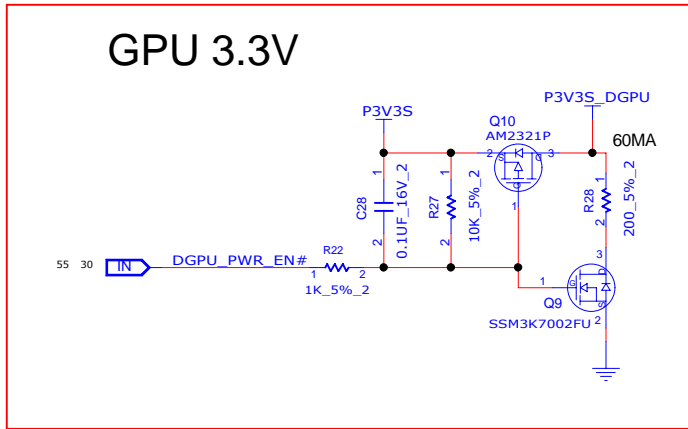 GPU 3.3V
P3V3S
P3V3S_DGPU
Q10
AM2321P
60MA
2 S D 3
G
1
1
C28
2
0.1UF_16V_2
1
R27
2
10K_5%_2
1
R28
2
200_5%_2
55 30 IN DGPU_PWR_EN#
R22
1 2
1K_5%_2
3
D
1 G
S
Q9
2
SSM3K7002FU